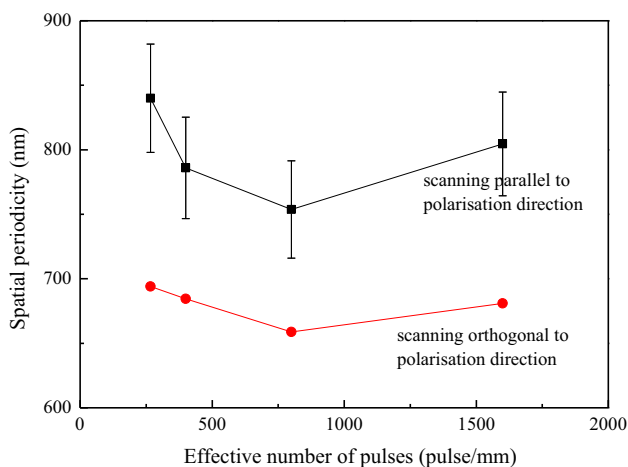 900
800
700
600
Spatial periodicity (nm)
scanning parallel to
polarisation direction
scanning orthogonal to
polarisation direction
0
500
1000
1500
2000
Effective number of pulses (pulse/mm)